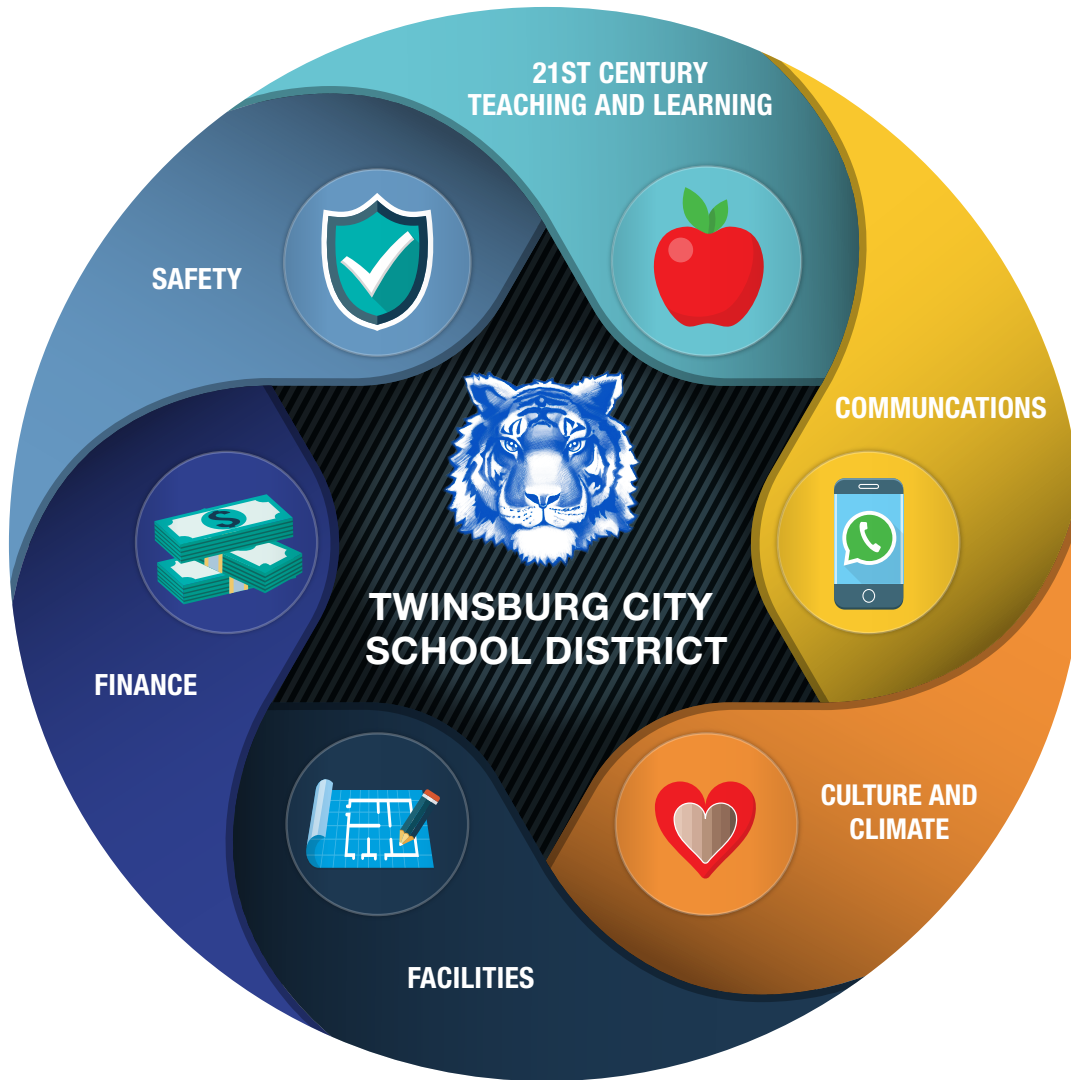 21ST CENTURY
TEACHING AND LEARNING
SAFETY
COMMUNCATIONS
$
TWINSBURG CITY
SCHOOL DISTRICT
FINANCE
CULTURE AND
CLIMATE
FACILITIES